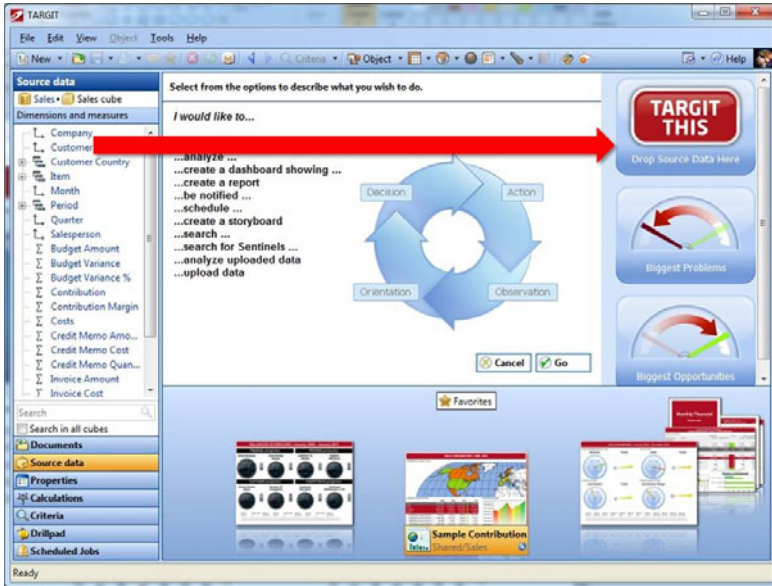 TARGIT
File Edit View Object Tools Help
New Criteria Object Help
Source data
Sales Sales cube
Dimensions and measures
Company
Customer
Customer Country
Item
Month
Period
Quarter
Salesperson
Budget Amount
Budget Variance
Budget Variance %
Contribution
Contribution Margin
Costs
Credit Memo Amo...
Credit Memo Cost
Credit Memo Quan...
Invoice Amount
Invoice Cost
Search
Search in all cubes
Documents
Source data
Properties
Calculations
Criteria
Drillpad
Scheduled Jobs
Ready
Select from the options to describe what you wish to do.
I would like to...
...analyze ...
...create a dashboard showing ...
...create a report
...be notified ...
...schedule ...
...create a storyboard
...search ...
...search for Sentinels ...
...analyze uploaded data
...upload data
Decision
Action
Orientation
Observation
Cancel Go
TARGIT
THIS
Drop Source Data Here
Biggest Problems
Biggest Opportunities
Favorites
Monthly Financial
Sample Contribution
Shared/Sales